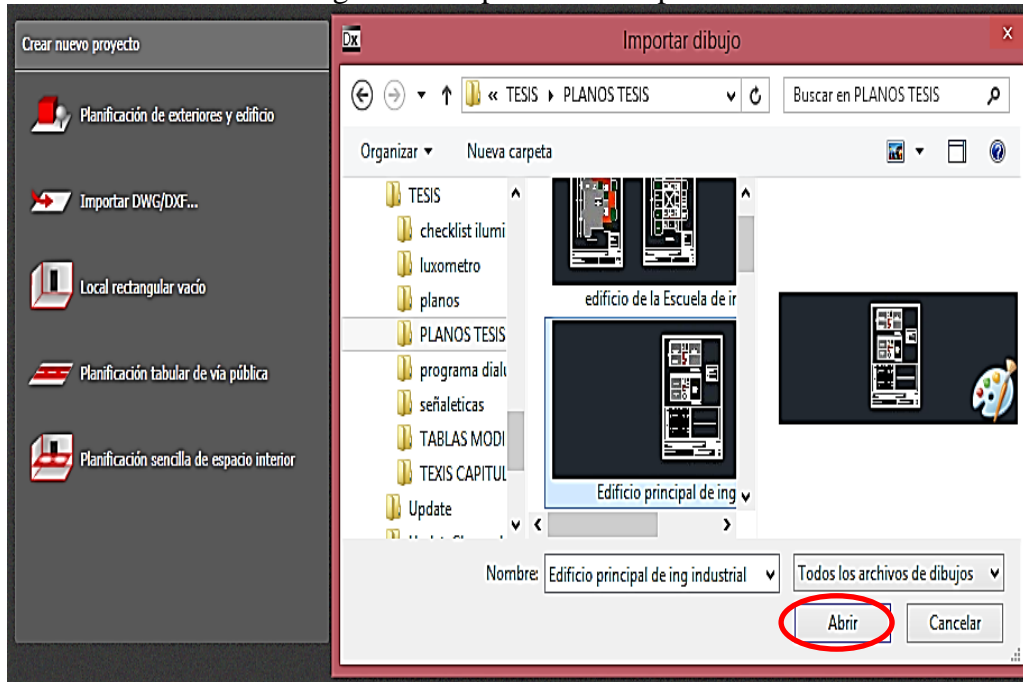 Crear nuevo proyecto
Planificación de exteriores y edificio
Importar DWG/DXF...
Local rectangular vacío
Planificación tabular de vía pública
Planificación sencilla de espacio interior
Dx
Importar dibujo
x
« TESIS PLANOS TESIS
Buscar en PLANOS TESIS
Organizar
Nueva carpeta
TESIS
checklist ilumi
luxometro
planos
PLANOS TESIS
programa dialu
señaleticas
TABLAS MODI
TEXIS CAPITUL
Update
edificio de la Escuela de ir
Edificio principal de ing
Nombre: Edificio principal de ing industrial
Todos los archivos de dibujos
Abrir
Cancelar